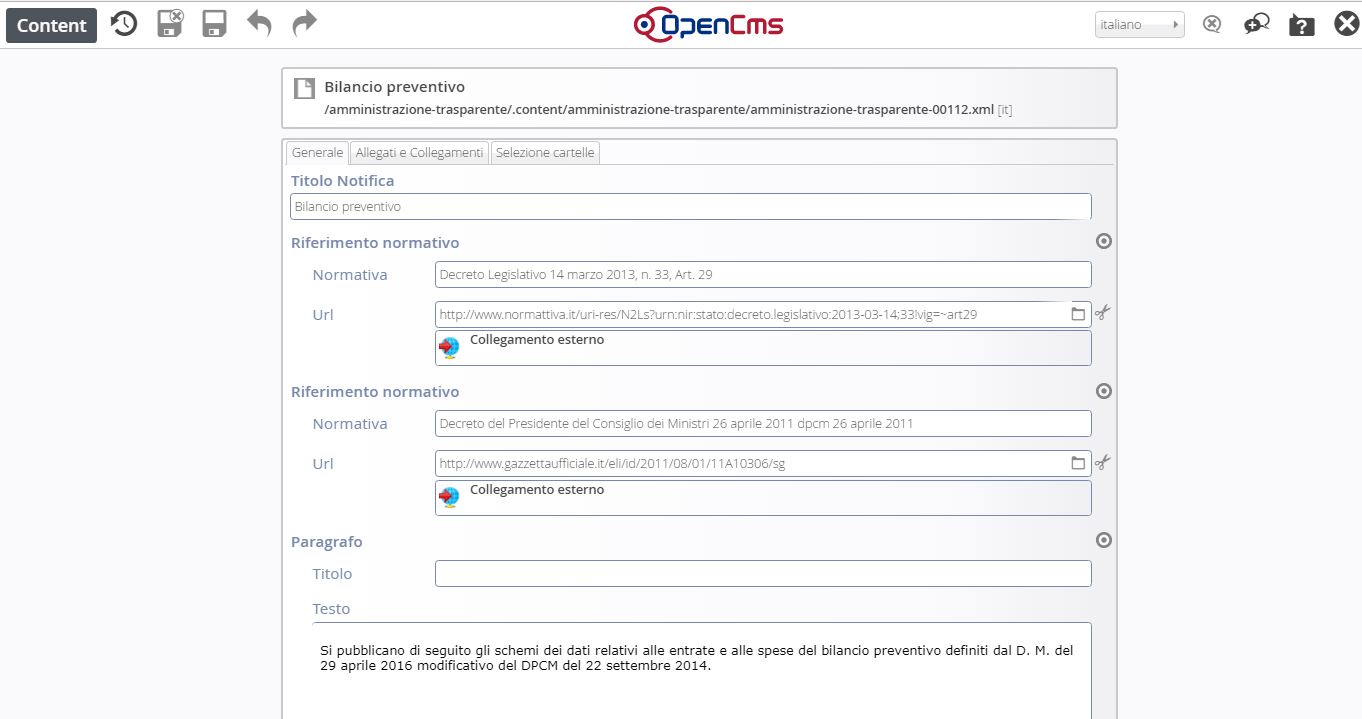 Content
OpenCms
italiano
Bilancio preventivo
/amministrazione-trasparente/.content/amministrazione-trasparente/amministrazione-trasparente-00112.xml [it]
Generale Allegati e Collegamenti Selezione cartelle
Titolo Notifica
Bilancio preventivo
Riferimento normativo
Normativa Decreto Legislativo 14 marzo 2013, n. 33, Art. 29
Url http://www.normattiva.it/uri-res/N2Ls?urn:nir:stato:decreto.legislativo:2013-03-14;33!vig=~art29
Collegamento esterno
Riferimento normativo
Normativa Decreto del Presidente del Consiglio dei Ministri 26 aprile 2011 dpcm 26 aprile 2011
Url http://www.gazzettaufficiale.it/eli/id/2011/08/01/11A10306/sg
Collegamento esterno
Paragrafo
Titolo
Testo
Si pubblicano di seguito gli schemi dei dati relativi alle entrate e alle spese del bilancio preventivo definiti dal D. M. del
29 aprile 2016 modificativo del DPCM del 22 settembre 2014.